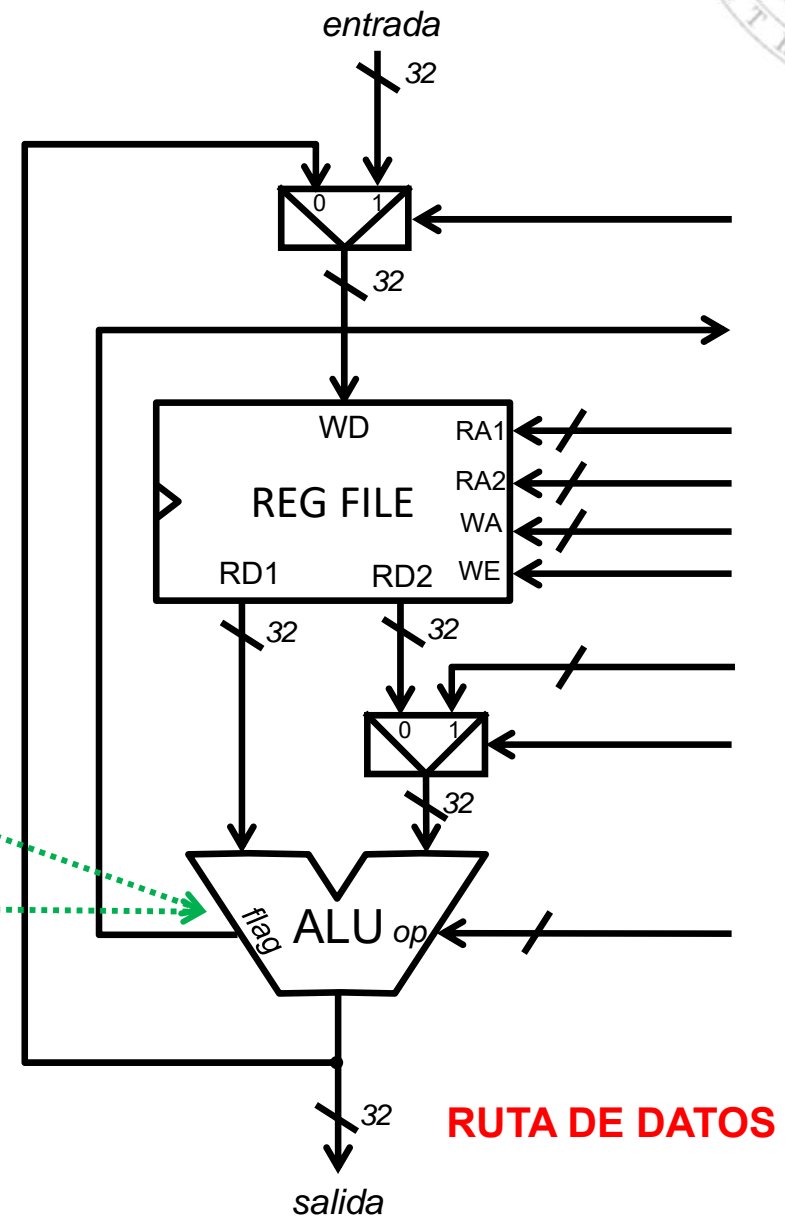 entrada
32
0 1
32
WD
RA1
RA2
REG FILE
WA
WE
RD1
RD2
32
32
0 1
32
flag
ALU
op
32
RUTA DE DATOS
salida